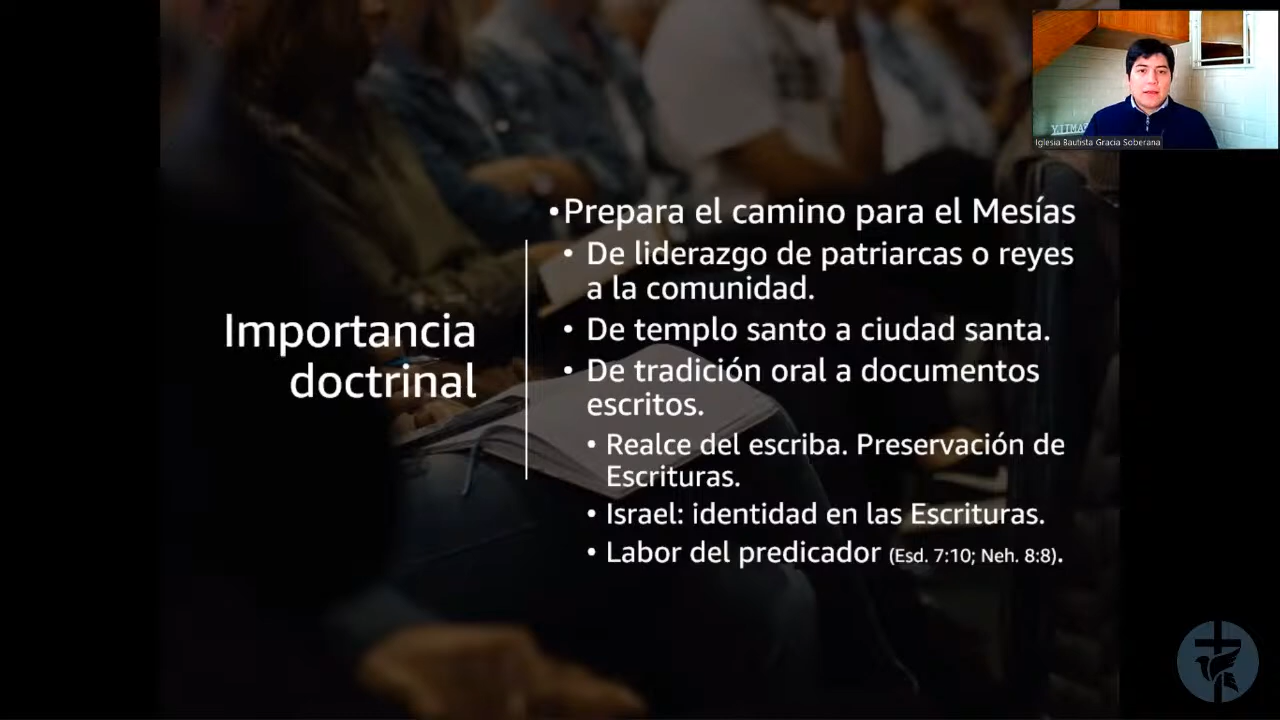 Iglesia Bautista Gracia Soberana
Importancia
doctrinal
•Prepara el camino para el Mesías
• De liderazgo de patriarcas o reyes
a la comunidad.
• De templo santo a ciudad santa.
• De tradición oral a documentos
escritos.
• Realce del escriba. Preservación de
Escrituras.
• Israel: identidad en las Escrituras.
• Labor del predicador (Esd. 7:10; Neh. 8:8).